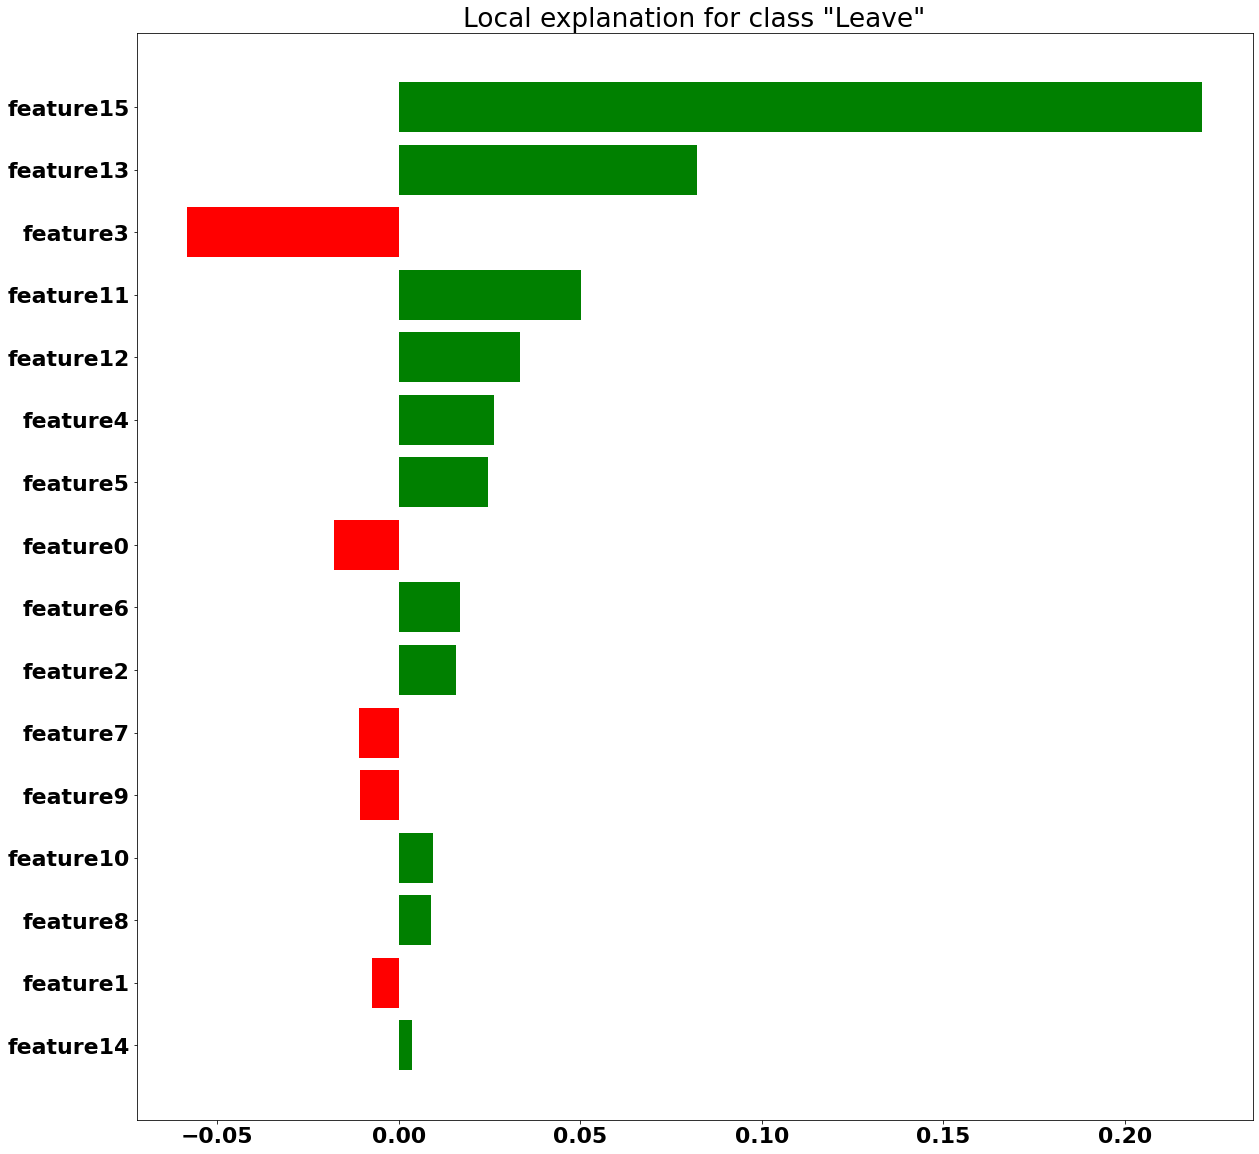 Local explanation for class "Leave"
feature15
feature13
feature3
feature11
feature12
feature4
feature5
feature0
feature6
feature2
feature7
feature9
feature10
feature8
feature1
feature14
−0.05 0.00 0.05 0.10 0.15 0.20